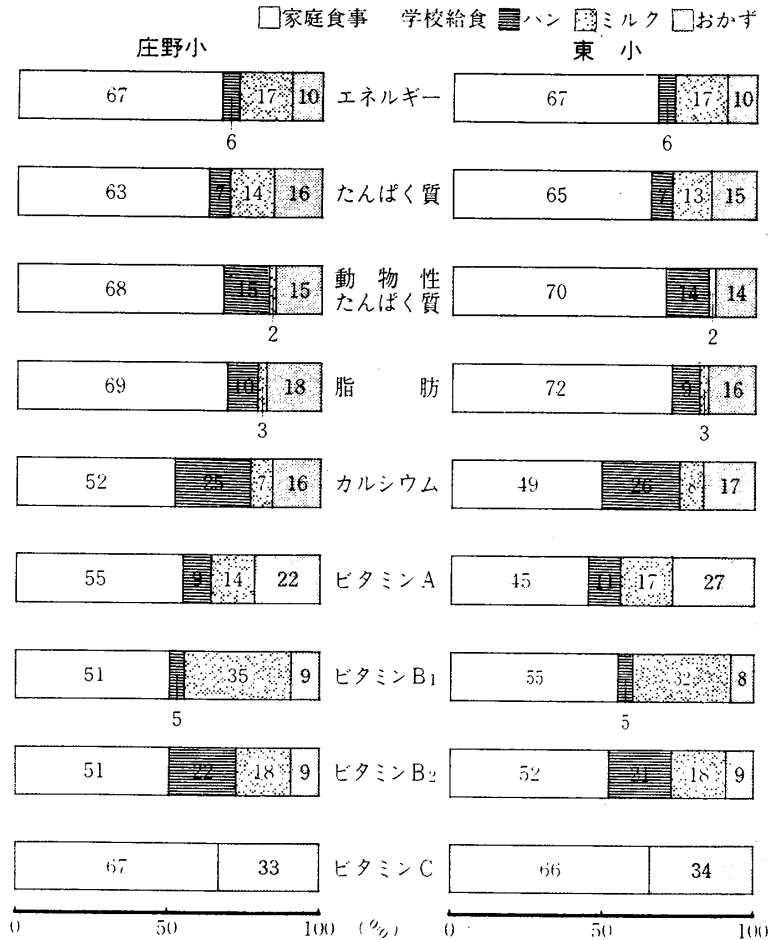 家庭食事 学校給食 パン ミルク おかず
庄野小 東 小
67 17 10 エネルギー 67 17 10
6 6
63 7 14 16 たんぱく質 65 7 13 15
68 15 15 動物性 70 14 14
たんぱく質
2 2
69 10 18 脂肪 72 9 16
3 3
52 25 7 16 カルシウム 49 26 8 17
55 9 14 22 ビタミンA 45 11 17 27
51 35 9 ビタミンB₁ 55 32 8
5 5
51 22 18 9 ビタミンB₂ 52 21 18 9
67 33 ビタミンC 66 34
0 50 100 (%) 0 50 100